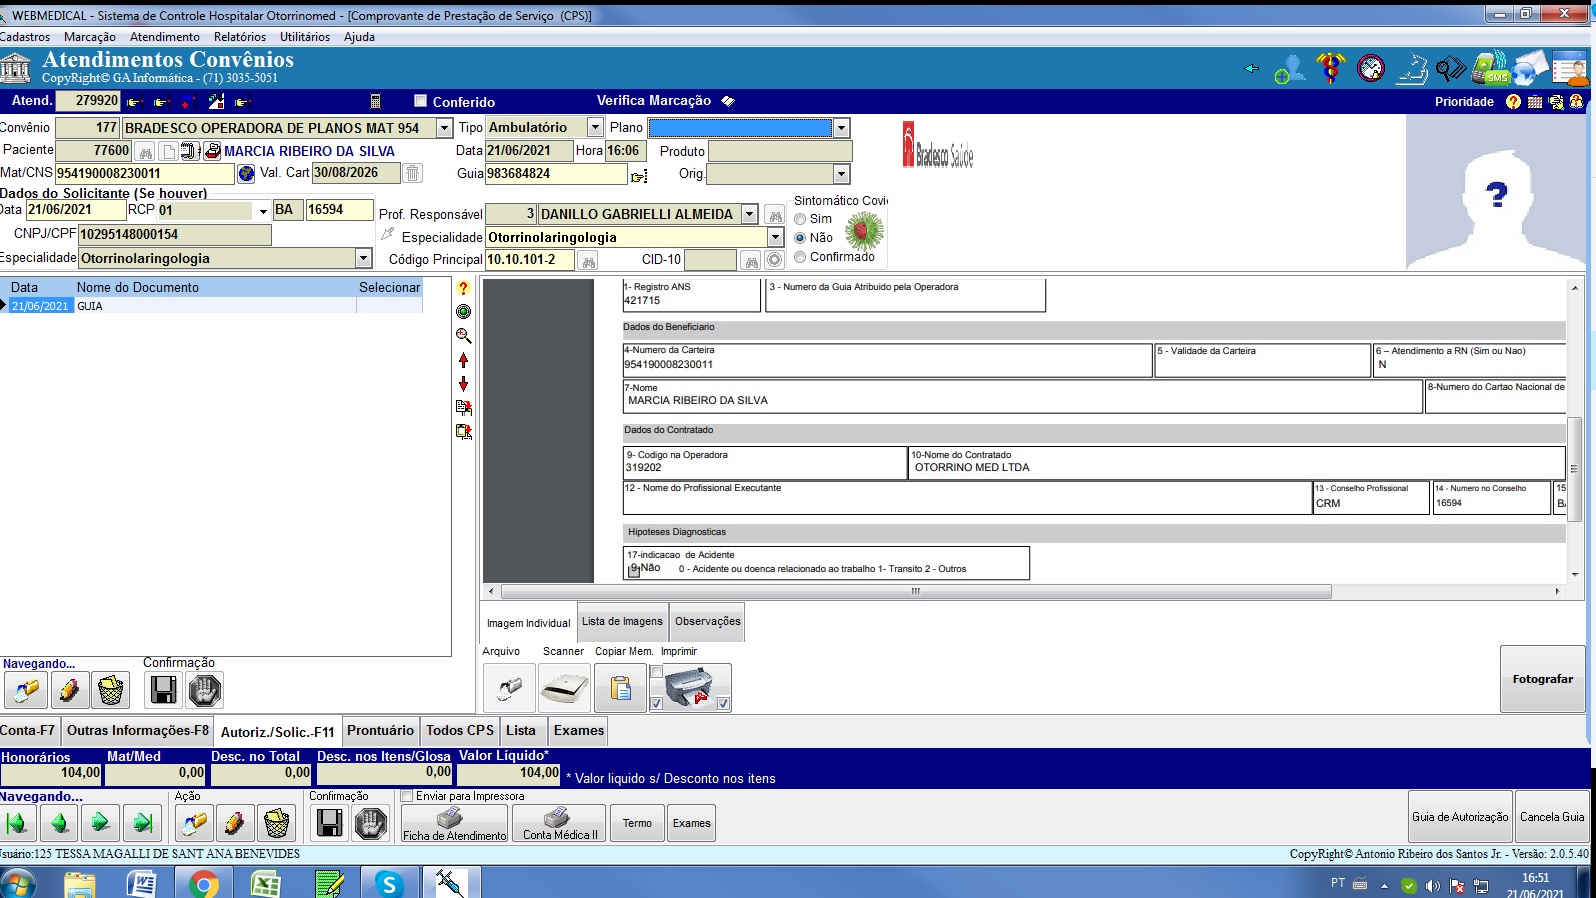 WEBMEDICAL - Sistema de Controle Hospitalar Otorrinomed - [Comprovante de Prestação de Serviço (CPS)]
Cadastros Marcação Atendimento Relatórios Utilitários Ajuda
Atendimentos Convênios
CopyRight© GA Informática - (71) 3035-5051
SMS
Atend. 279920 Conferido Verifica Marcação Prioridade
Convênio 177 BRADESCO OPERADORA DE PLANOS MAT 954 Tipo Ambulatório Plano
Paciente 77600 MARCIA RIBEIRO DA SILVA Data 21/06/2021 Hora 16:06 Produto
Bradesco Saúde
Mat/CNS 954190008230011 Val. Cart 30/08/2026 Guia 983684824 Orig.
Dados do Solicitante (Se houver)
Data 21/06/2021 RCP 01 BA 16594 Prof. Responsável 3 DANILLO GABRIELLI ALMEIDA
CNPJ/CPF 10295148000154 Especialidade Otorrinolaringologia
Especialidade Otorrinolaringologia Código Principal 10.10.101-2 CID-10
Sintomático Covi
Sim
Não
Confirmado
?
Data Nome do Documento Selecionar
21/06/2021 GUIA
1- Registro ANS 3 - Numero da Guia Atribuido pela Operadora
421715
Dados do Beneficiario
4-Numero da Carteira 5 - Validade da Carteira 6 – Atendimento a RN (Sim ou Nao)
954190008230011 N
7-Nome 8-Numero do Cartao Nacional de
MARCIA RIBEIRO DA SILVA
Dados do Contratado
9- Codigo na Operadora 10-Nome do Contratado
319202 OTORRINO MED LTDA
12 - Nome do Profissional Executante 13 - Conselho Profissional 14 - Numero no Conselho 15
CRM 16594
Hipoteses Diagnosticas
17-indicacao de Acidente
9-Não 0 - Acidente ou doenca relacionado ao trabalho 1- Transito 2 - Outros
Imagem Individual Lista de Imagens Observações
Arquivo Scanner Copiar Mem. Imprimir
Fotografar
Navegando... Confirmação
Conta-F7 Outras Informações-F8 Autoriz./Solic.-F11 Prontuário Todos CPS Lista Exames
Honorários Mat/Med Desc. no Total Desc. nos Itens/Glosa Valor Líquido*
104,00 0,00 0,00 0,00 104,00 * Valor liquido s/ Desconto nos itens
Navegando... Ação Confirmação Enviar para Impressora
Ficha de Atendimento Conta Médica II Termo Exames Guia de Autorização Cancela Guia
Usuário:125 TESSA MAGALLI DE SANT ANA BENEVIDES CopyRight© Antonio Ribeiro dos Santos Jr. - Versão: 2.0.5.40
PT 16:51
21/06/2021